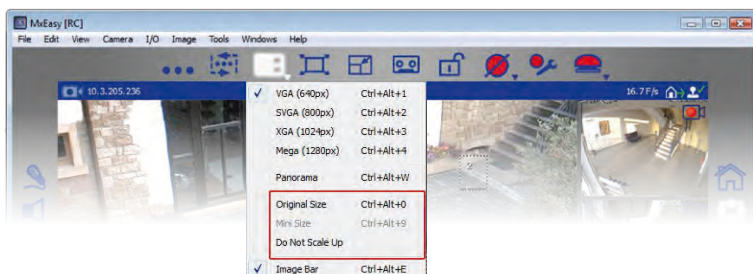 MxEasy [RC]
File Edit View Camera I/O Image Tools Windows Help
10.3.205.236
16.7 F/s
VGA (640px) Ctrl+Alt+1
SVGA (800px) Ctrl+Alt+2
XGA (1024px) Ctrl+Alt+3
Mega (1280px) Ctrl+Alt+4
Panorama Ctrl+Alt+W
Original Size Ctrl+Alt+0
Mini Size Ctrl+Alt+9
Do Not Scale Up
Image Bar Ctrl+Alt+E